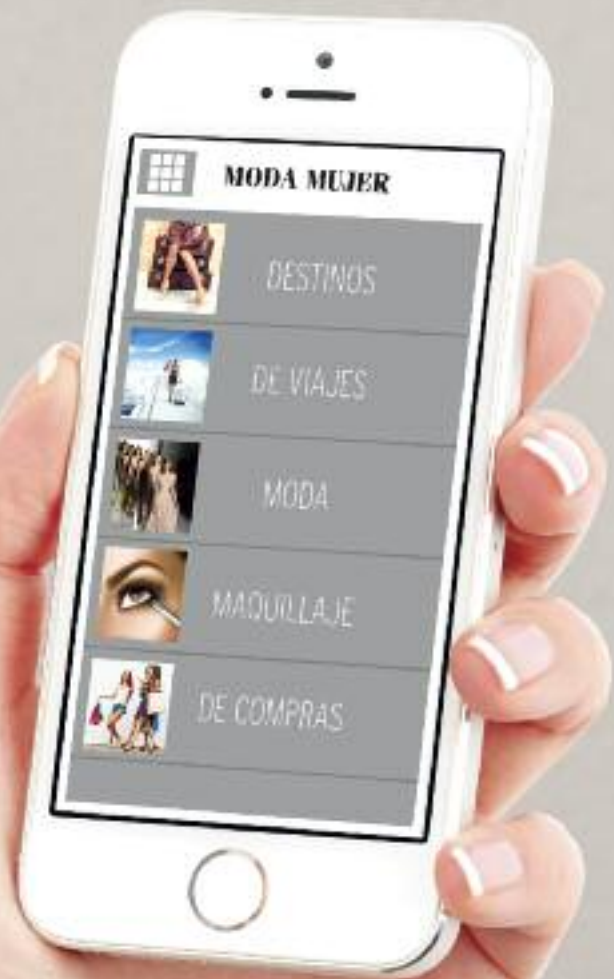 MODA MUJER
DESTINOS
DE VIAJES
MODA
MAQUILLAJE
DE COMPRAS